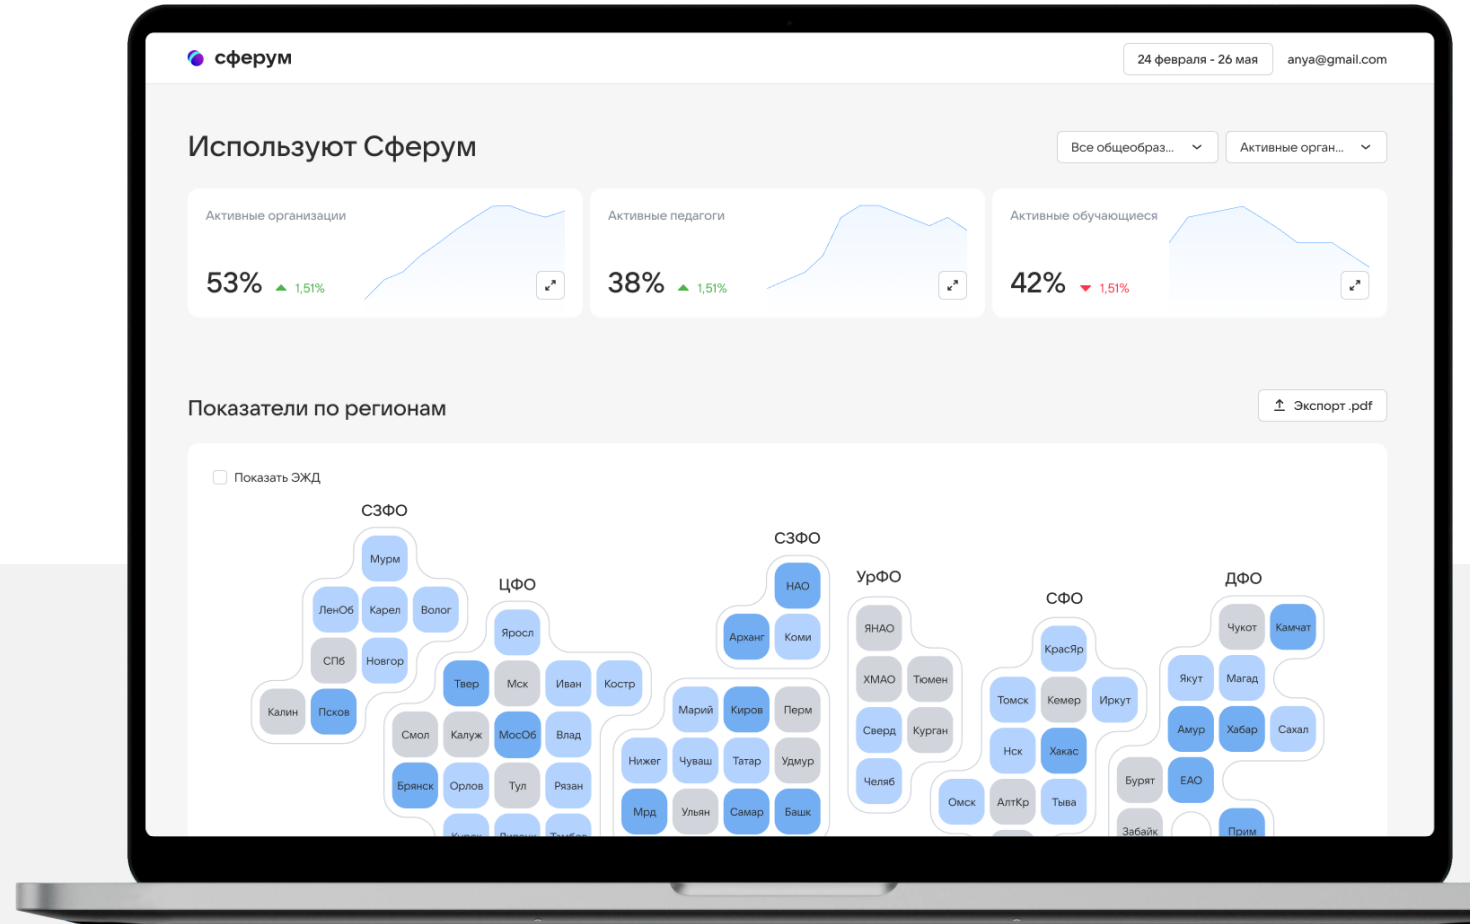 сферум
24 февраля - 26 мая
anya@gmail.com
Используют Сферум
Все общеобраз...
Активные орган...
Активные организации
53%
1,51%
Активные педагоги
38%
1,51%
Активные обучающиеся
42%
1,51%
Показатели по регионам
Экспорт .pdf
Показать ЭЖД
СЗФО
Мурм
ЛенОб Карел Волог
СПб Новгор
Калин Псков
ЦФО
Яросл
Твер Мск Иван Костр
Смол Калуж МосОб Влад
Брянск Орлов Тул Рязан
Курск Липецк Тамбов
СЗФО
НАО
Арханг Коми
Марий Киров Перм
Нижег Чуваш Татар Удмур
Мрд Ульян Самар Башк
УрФО
ЯНАО
ХМАО Тюмен
Сверд Курган
Челяб
СФО
КрасЯр
Томск Кемер Иркут
Нск Хакас
Омск АлтКр Тыва
ДФО
Чукот Камчат
Якут Магад
Амур Хабар Сахал
Бурят ЕАО
Забайк Прим